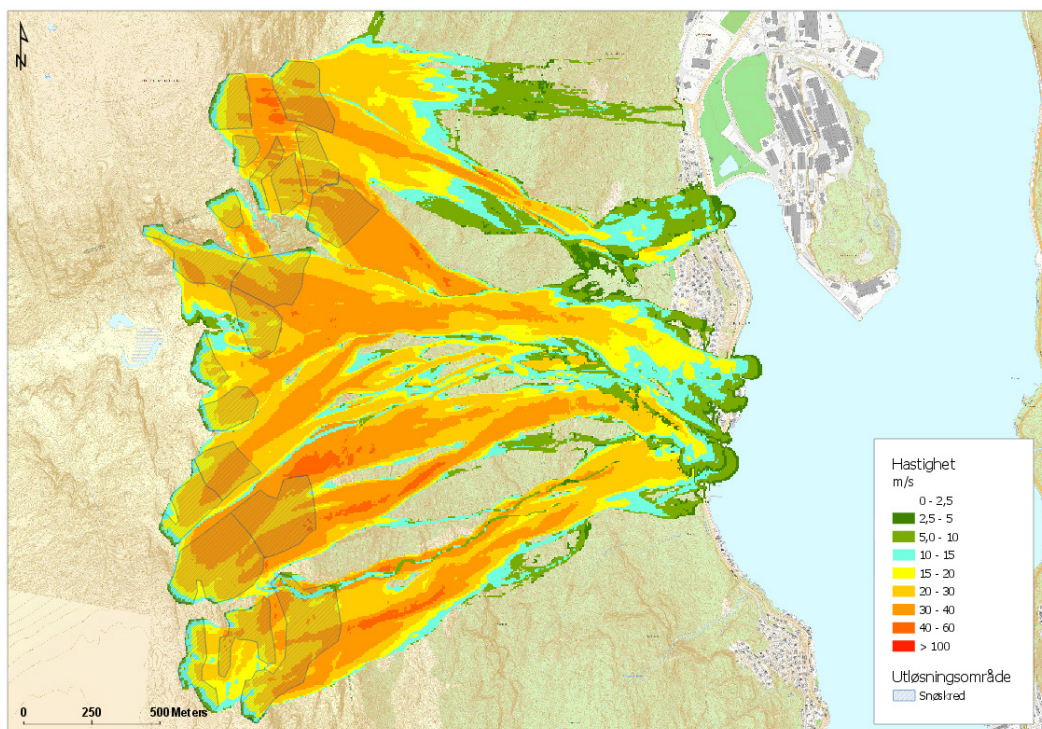 N
Hastighet
m/s
0 - 2,5
2,5 - 5
5,0 - 10
10 - 15
15 - 20
20 - 30
30 - 40
40 - 60
> 100
Utløsningsområde
Snøskred
0 250 500 Meters